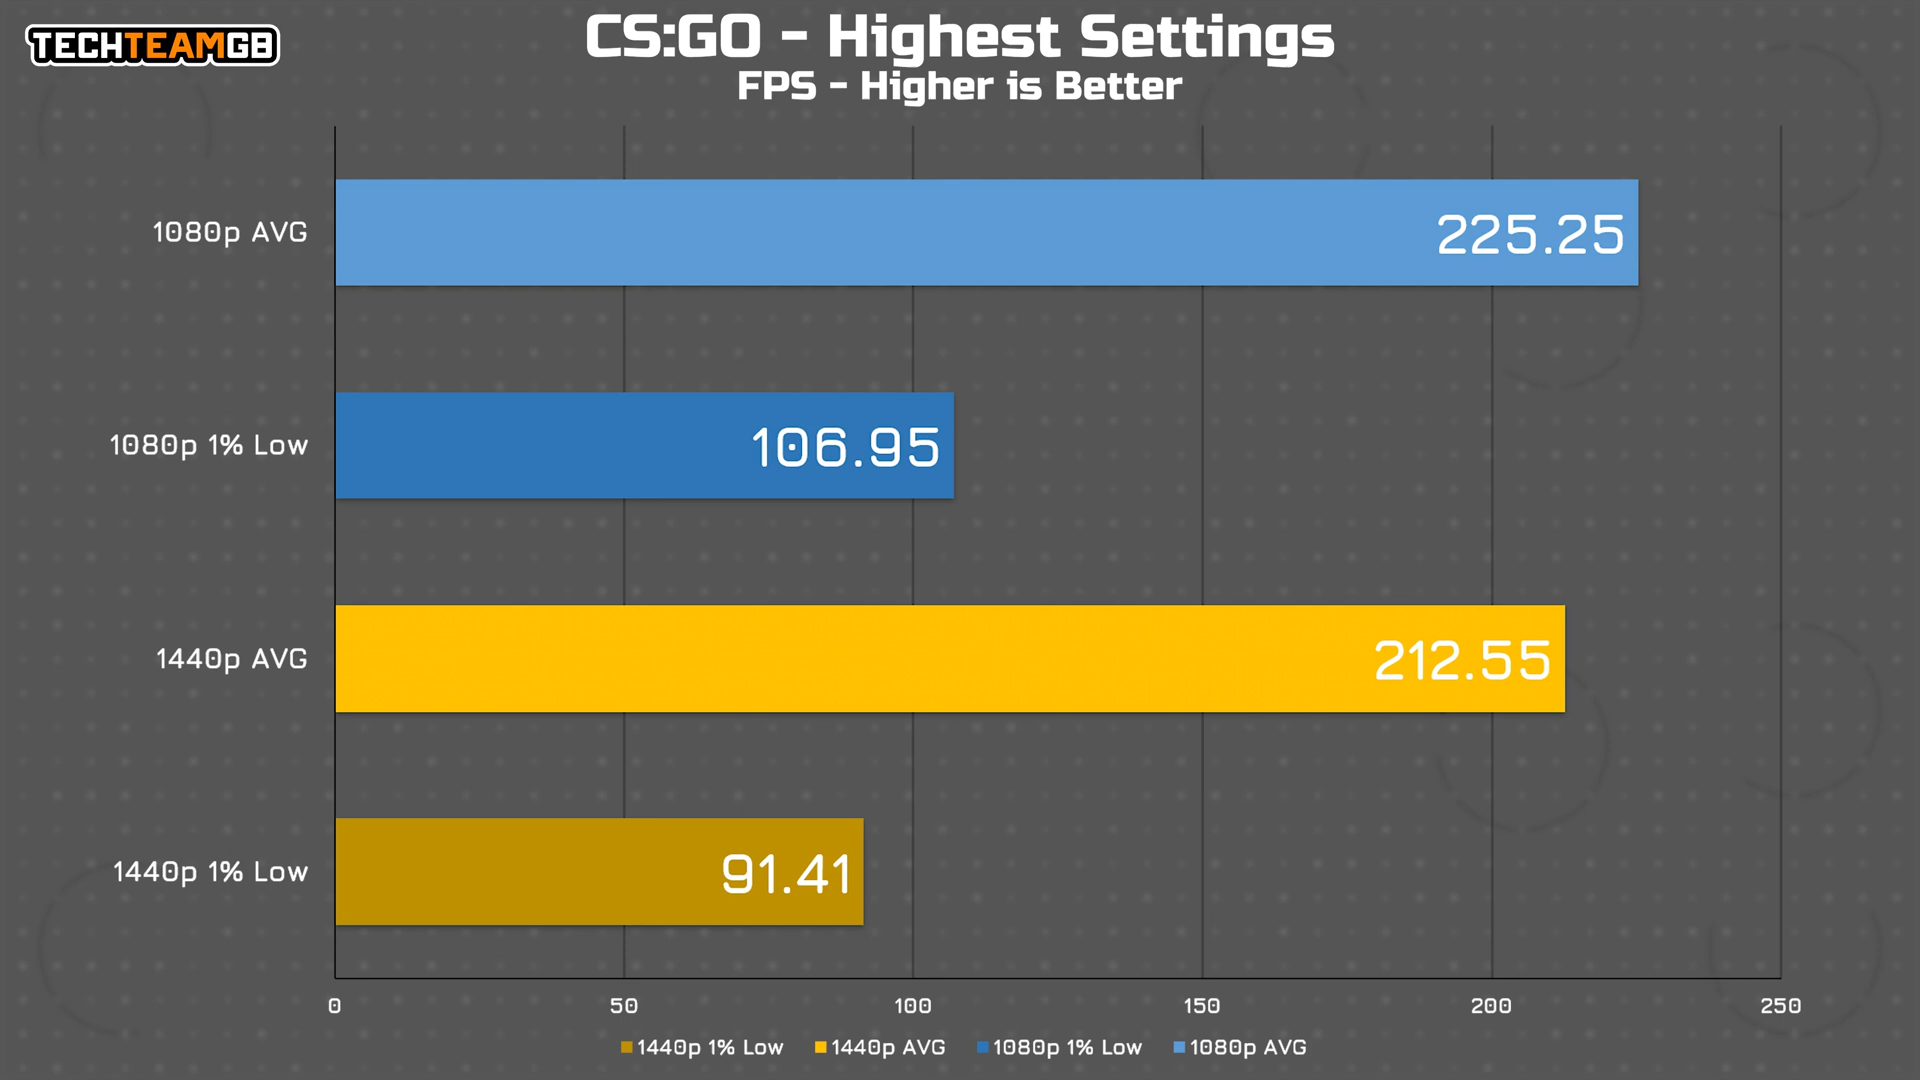 TECHTEAMGB
CS:GO - Highest Settings
FPS - Higher is Better
1080p AVG
225.25
1080p 1% Low
106.95
1440p AVG
212.55
1440p 1% Low
91.41
0 50 100 150 200 250
1440p 1% Low 1440p AVG 1080p 1% Low 1080p AVG